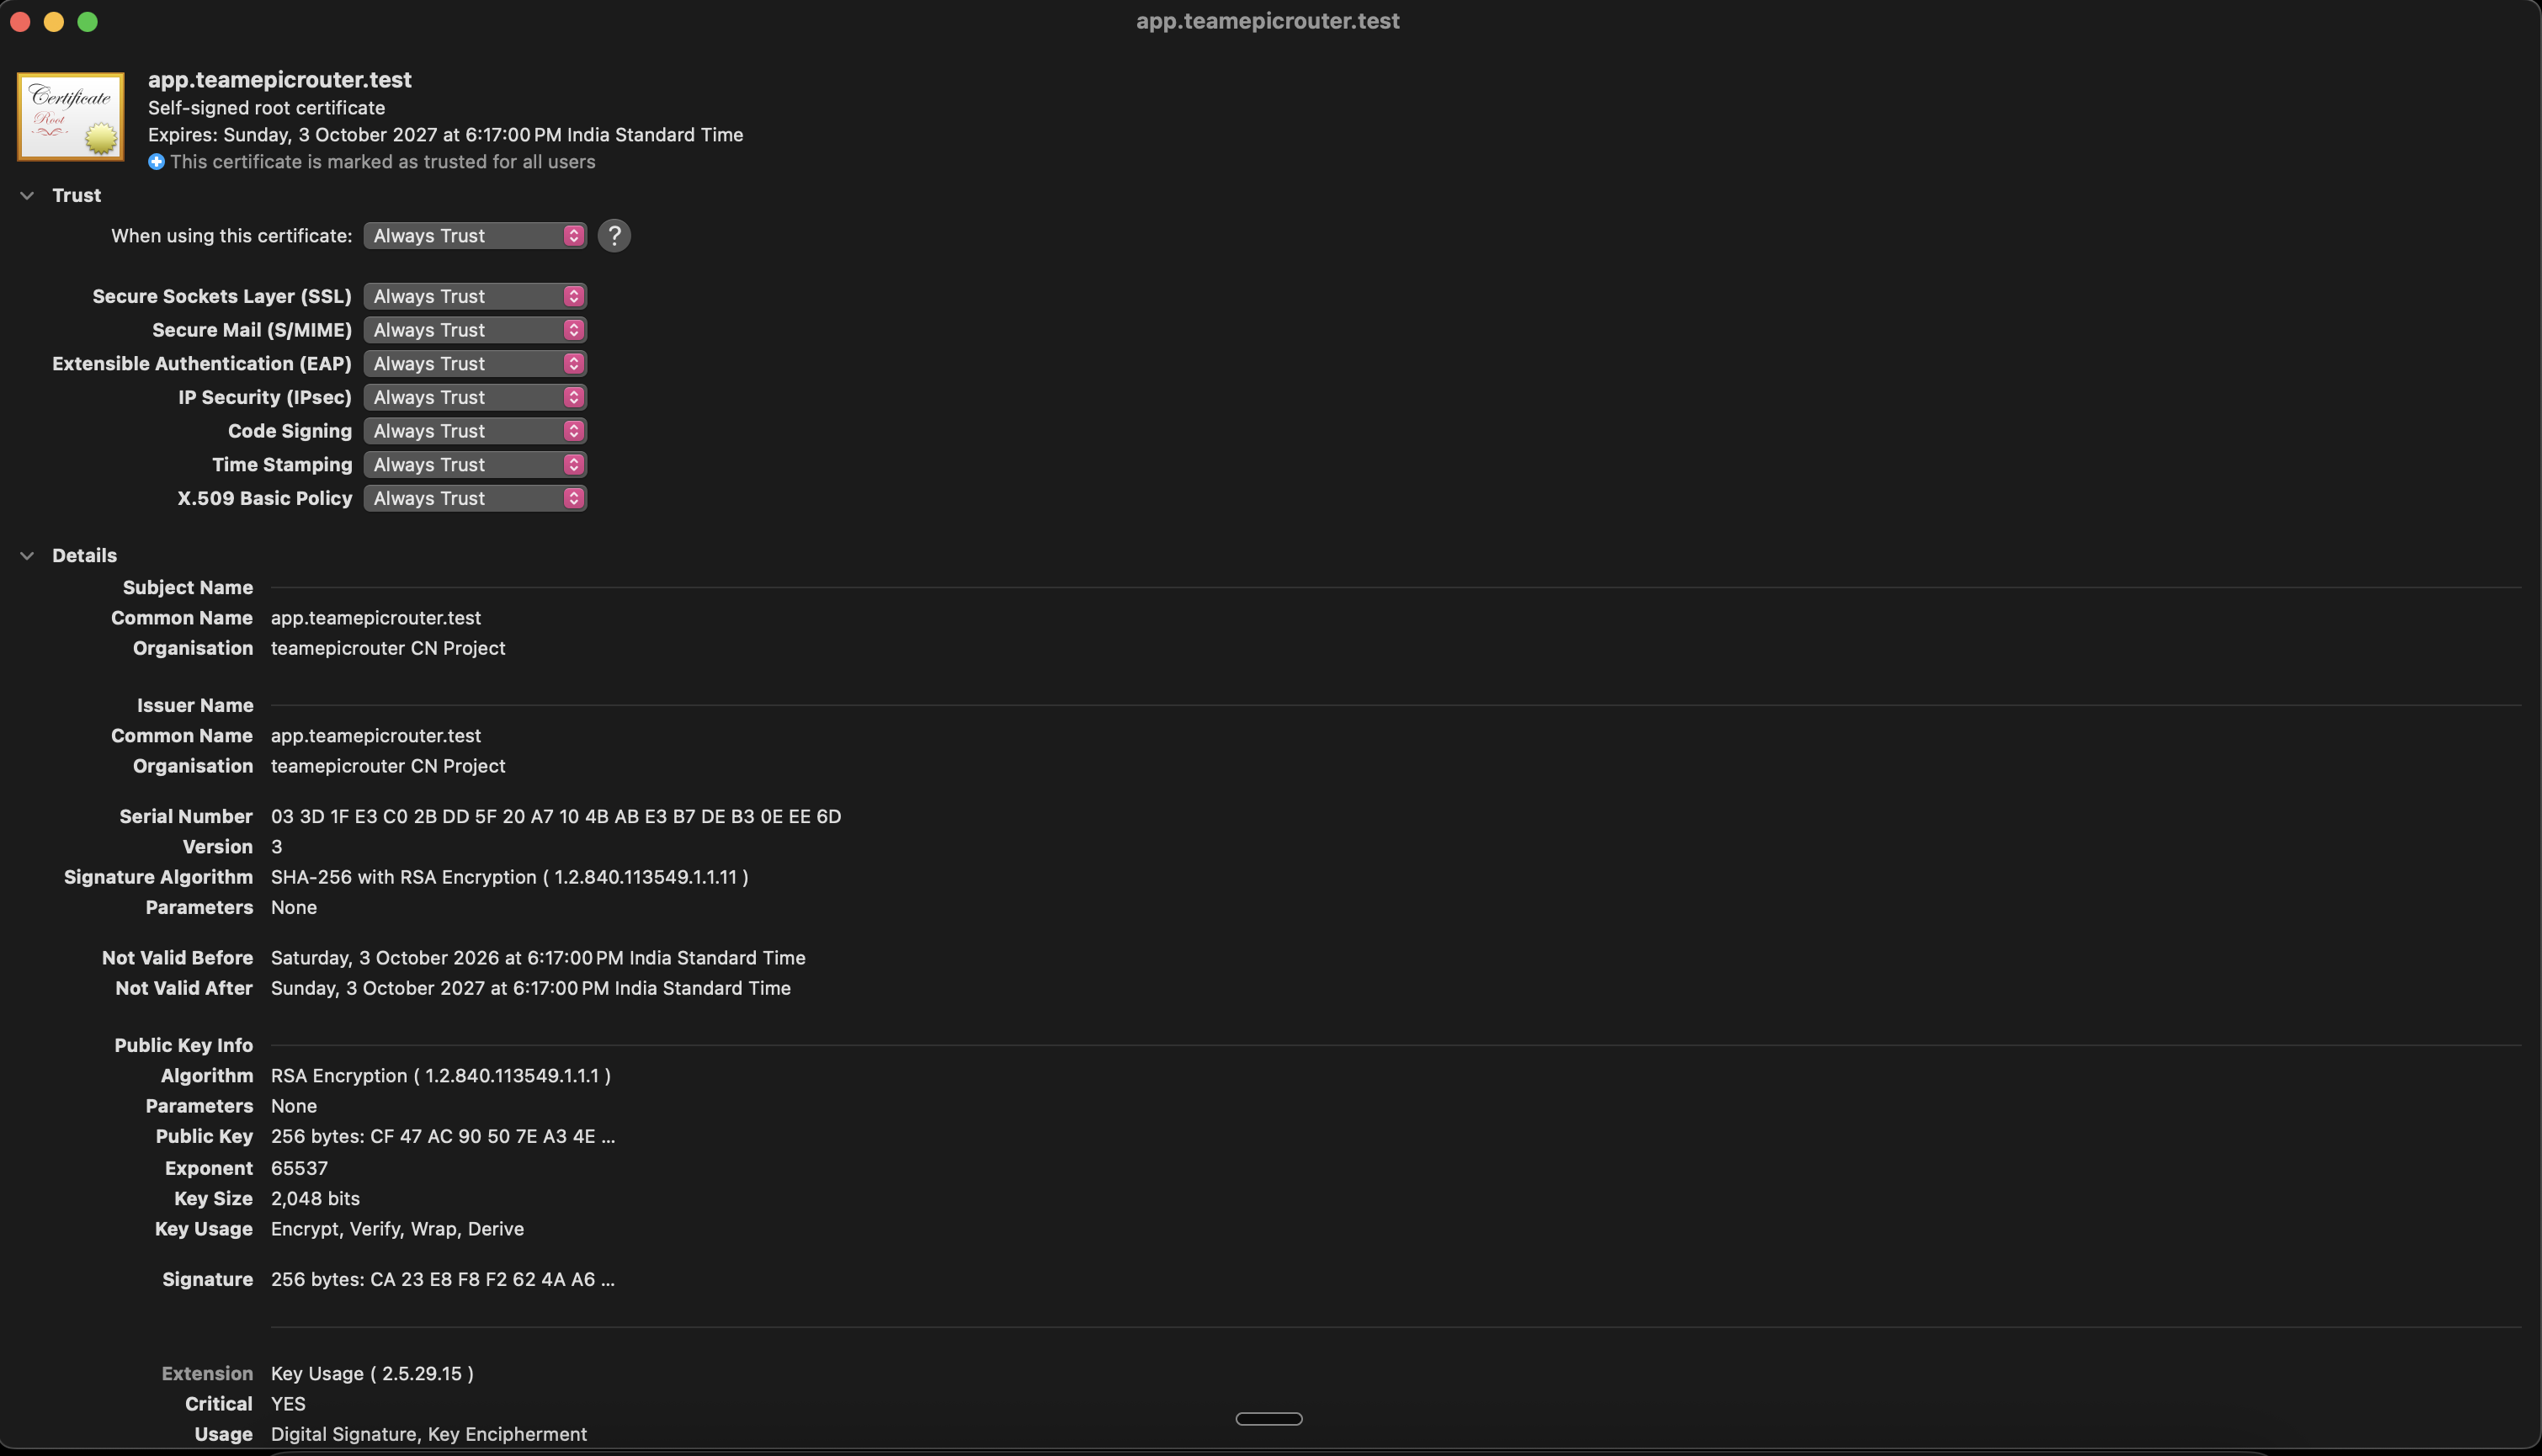 app.teamepicrouter.test
Certificate
Root
app.teamepicrouter.test
Self-signed root certificate
Expires: Sunday, 3 October 2027 at 6:17:00 PM India Standard Time
This certificate is marked as trusted for all users
Trust
When using this certificate: Always Trust ?
Secure Sockets Layer (SSL) Always Trust
Secure Mail (S/MIME) Always Trust
Extensible Authentication (EAP) Always Trust
IP Security (IPsec) Always Trust
Code Signing Always Trust
Time Stamping Always Trust
X.509 Basic Policy Always Trust
Details
Subject Name
Common Name app.teamepicrouter.test
Organisation teamepicrouter CN Project
Issuer Name
Common Name app.teamepicrouter.test
Organisation teamepicrouter CN Project
Serial Number 03 3D 1F E3 C0 2B DD 5F 20 A7 10 4B AB E3 B7 DE B3 0E EE 6D
Version 3
Signature Algorithm SHA-256 with RSA Encryption ( 1.2.840.113549.1.1.11 )
Parameters None
Not Valid Before Saturday, 3 October 2026 at 6:17:00 PM India Standard Time
Not Valid After Sunday, 3 October 2027 at 6:17:00 PM India Standard Time
Public Key Info
Algorithm RSA Encryption ( 1.2.840.113549.1.1.1 )
Parameters None
Public Key 256 bytes: CF 47 AC 90 50 7E A3 4E ...
Exponent 65537
Key Size 2,048 bits
Key Usage Encrypt, Verify, Wrap, Derive
Signature 256 bytes: CA 23 E8 F8 F2 62 4A A6 ...
Extension Key Usage ( 2.5.29.15 )
Critical YES
Usage Digital Signature, Key Encipherment